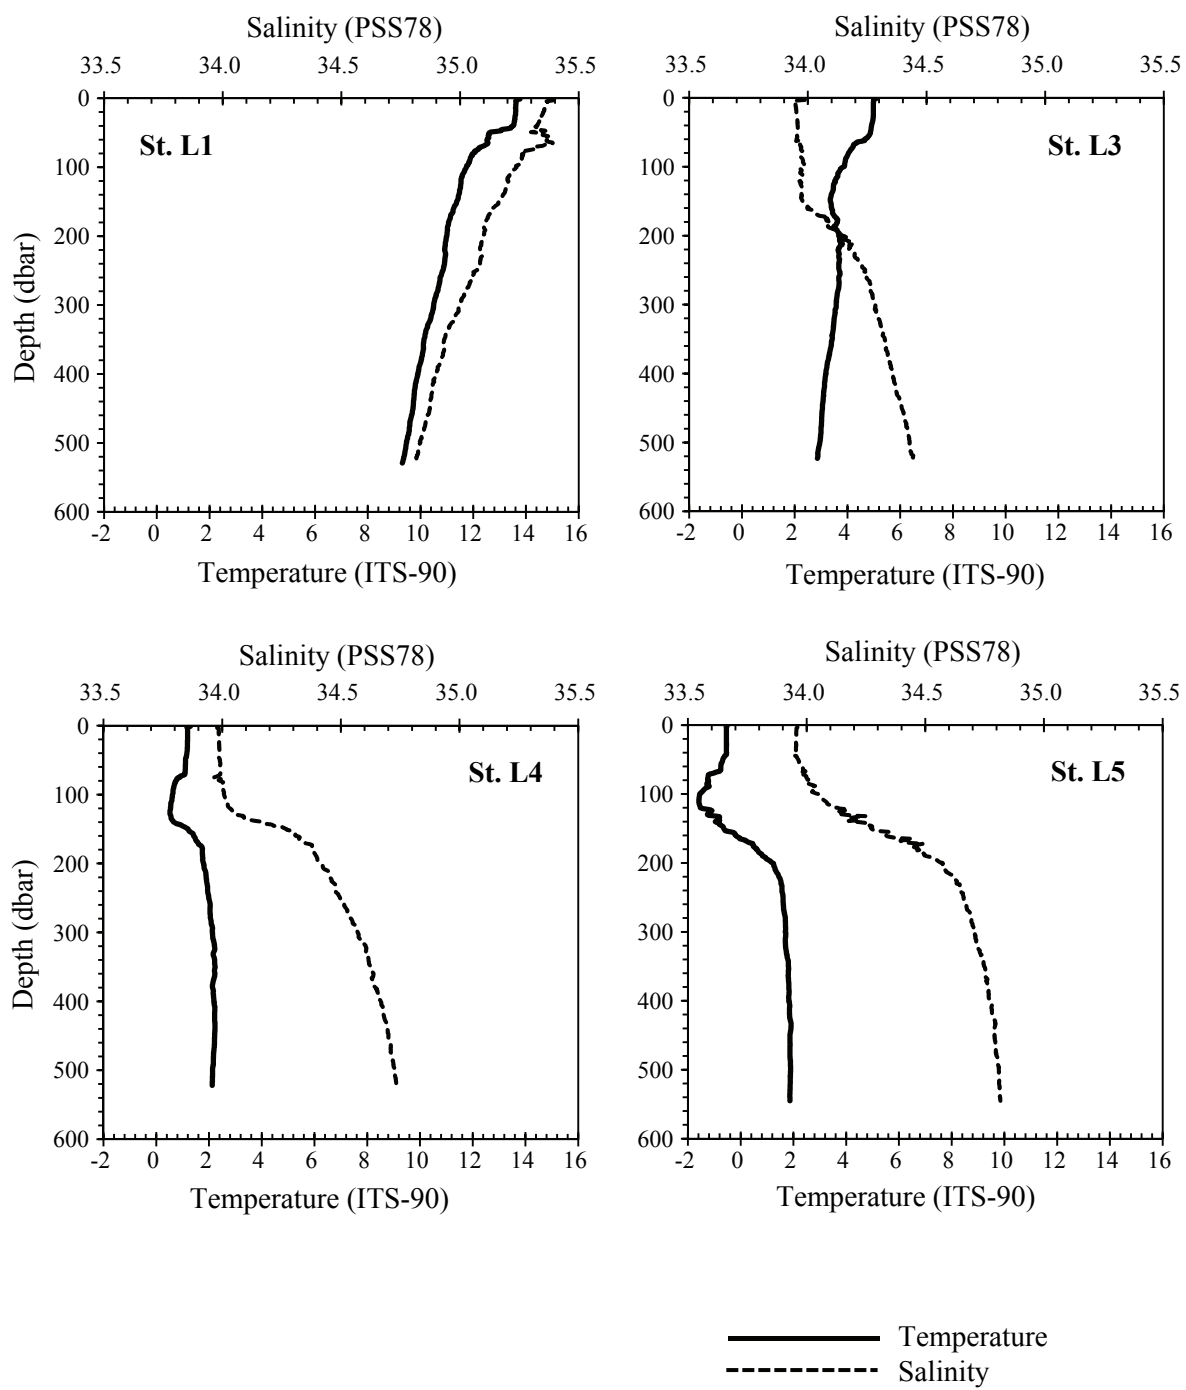 Salinity (PSS78)
33.5 34.0 34.5 35.0 35.5
0
100
200
300
400
500
600
Depth (dbar)
St. L1
-2 0 2 4 6 8 10 12 14 16
Temperature (ITS-90)
Salinity (PSS78)
33.5 34.0 34.5 35.0 35.5
0
100
200
300
400
500
600
St. L3
-2 0 2 4 6 8 10 12 14 16
Temperature (ITS-90)
Salinity (PSS78)
33.5 34.0 34.5 35.0 35.5
0
100
200
300
400
500
600
Depth (dbar)
St. L4
-2 0 2 4 6 8 10 12 14 16
Temperature (ITS-90)
Salinity (PSS78)
33.5 34.0 34.5 35.0 35.5
0
100
200
300
400
500
600
St. L5
-2 0 2 4 6 8 10 12 14 16
Temperature (ITS-90)
Temperature
Salinity